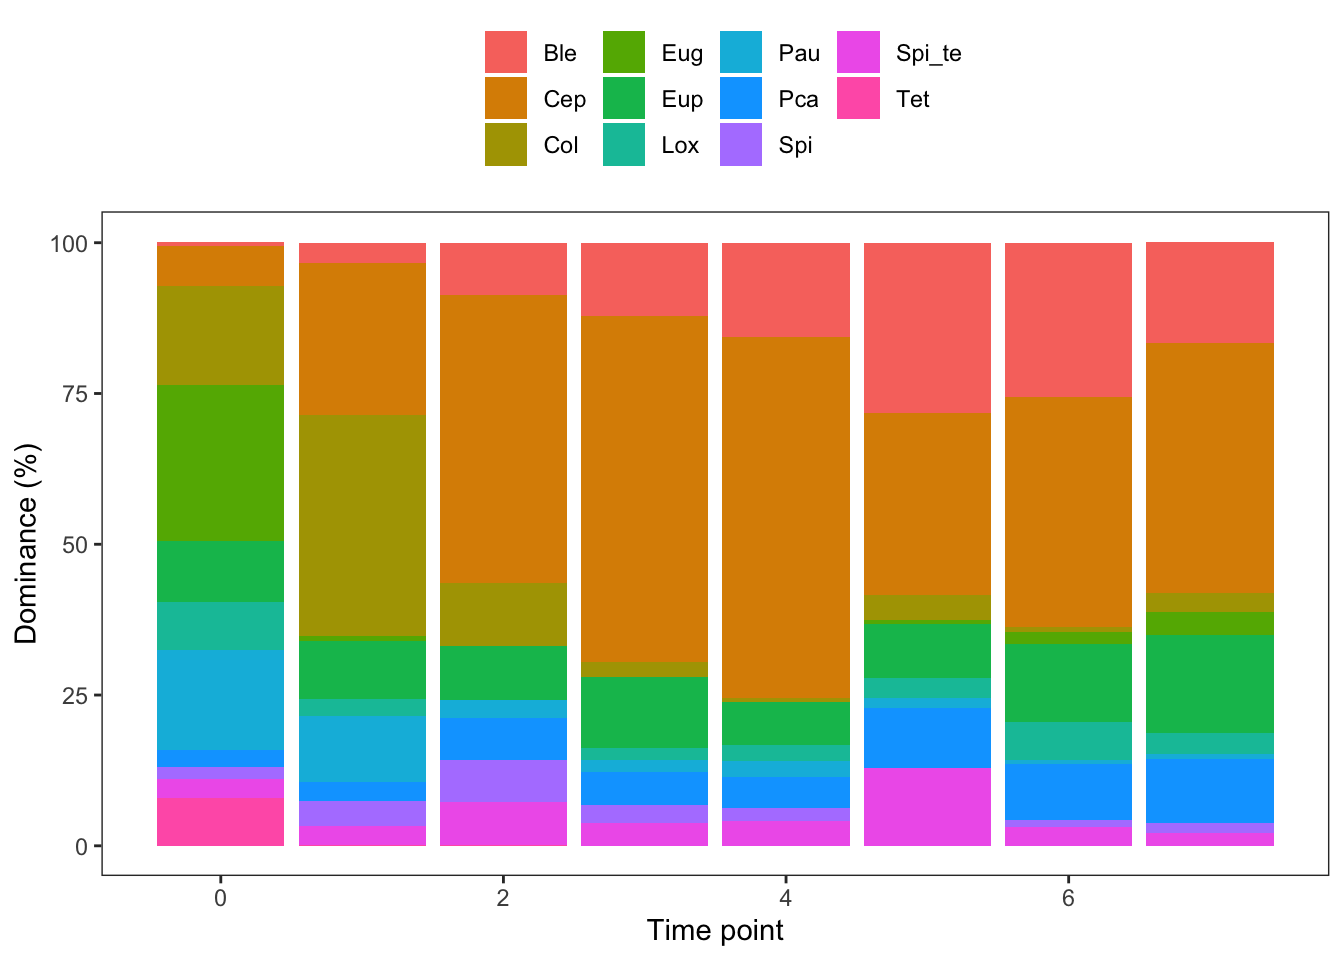 Ble Eug Pau Spi_te
Cep Eup Pca Tet
Col Lox Spi
100
75
50
25
0
Dominance (%)
0 2 4 6
Time point